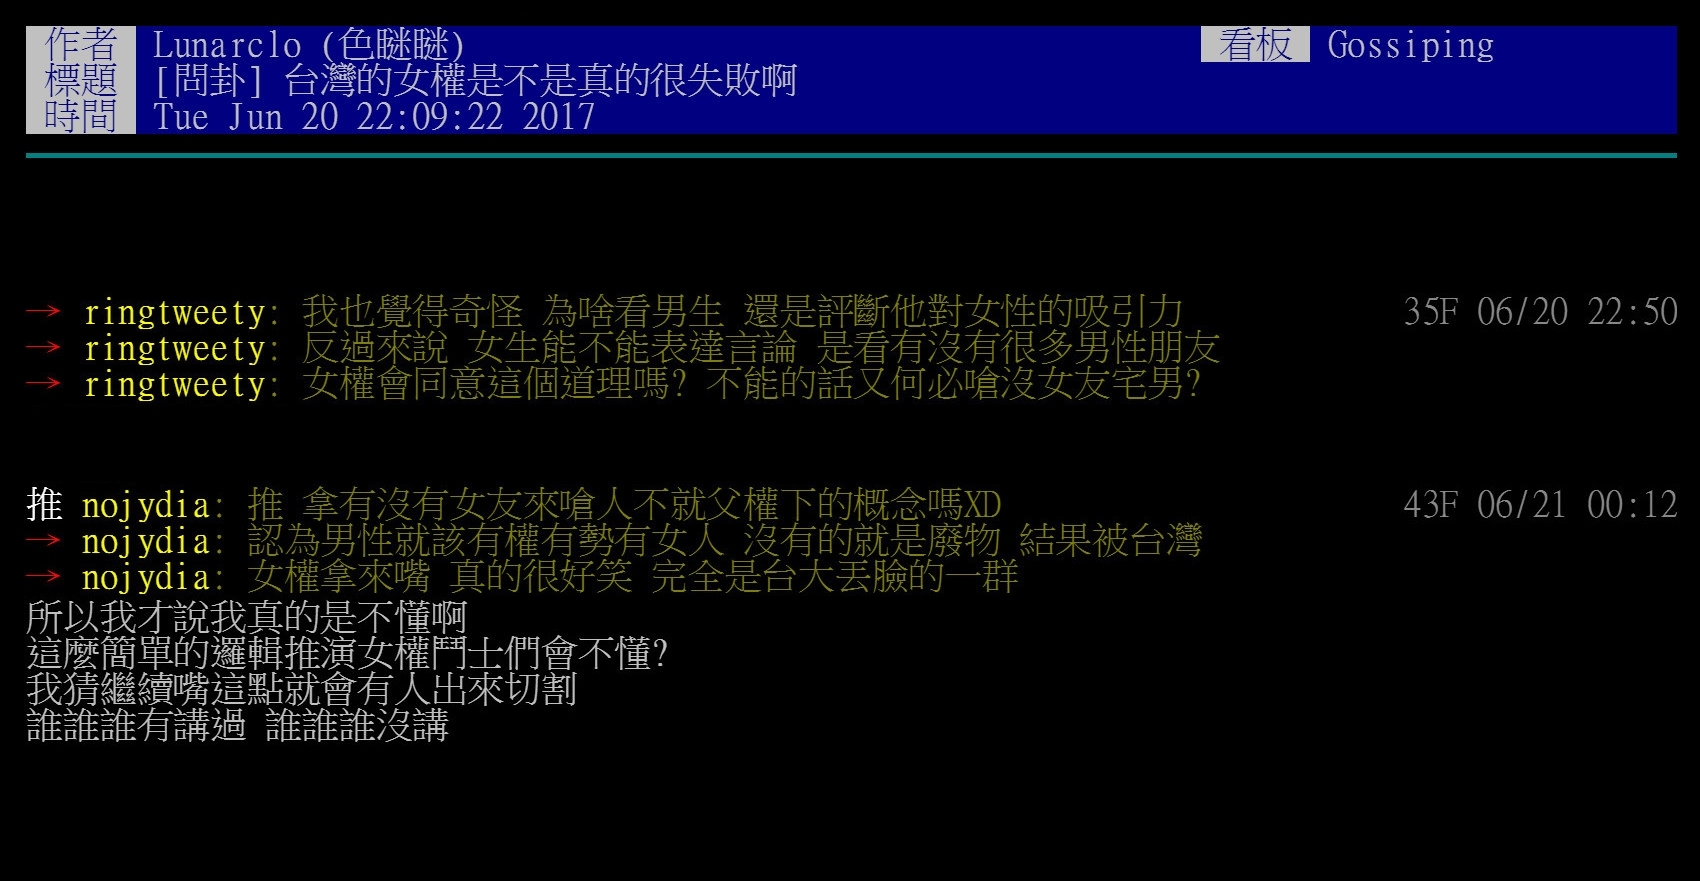 作者 Lunarclo (色瞇瞇) 看板 Gossiping
標題 [問卦] 台灣的女權是不是真的很失敗啊
時間 Tue Jun 20 22:09:22 2017
→ ringtweety: 我也覺得奇怪 為啥看男生 還是評斷他對女性的吸引力 35F 06/20 22:50
→ ringtweety: 反過來說 女生能不能表達言論 是看有沒有很多男性朋友
→ ringtweety: 女權會同意這個道理嗎? 不能的話又何必嗆沒女友宅男?
推 nojydia: 推 拿有沒有女友來嗆人不就父權下的概念嗎XD 43F 06/21 00:12
→ nojydia: 認為男性就該有權有勢有女人 沒有的就是廢物 結果被台灣
→ nojydia: 女權拿來嘴 真的很好笑 完全是台大丟臉的一群
所以我才說我真的是不懂啊
這麼簡單的邏輯推演女權鬥士們會不懂?
我猜繼續嘴這點就會有人出來切割
誰誰誰有講過 誰誰誰沒講